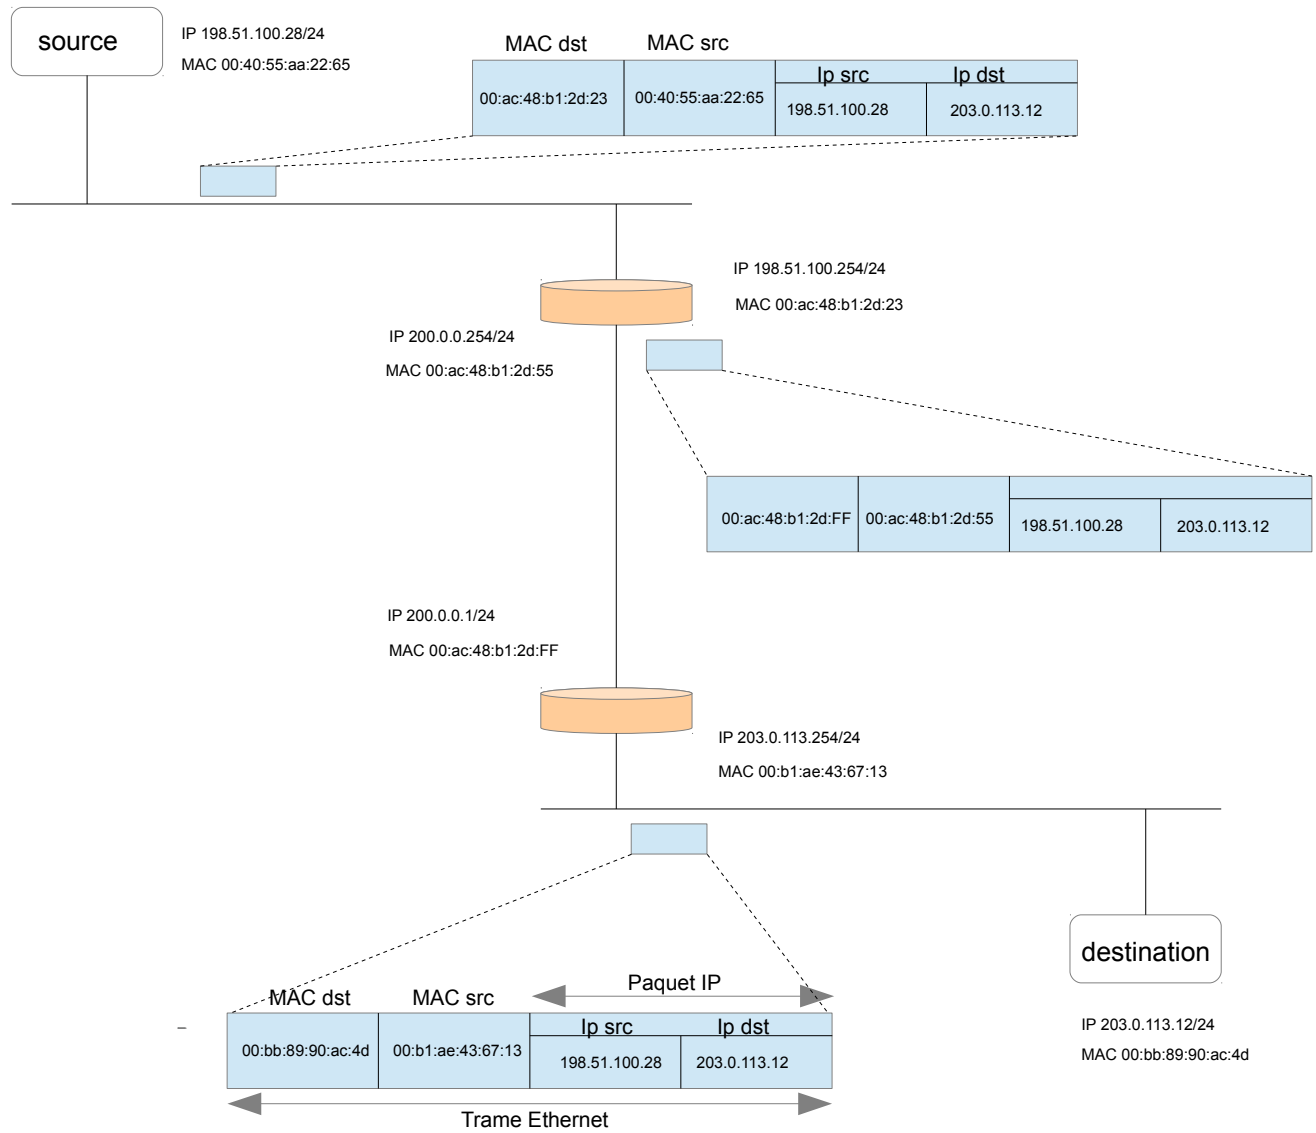 source
IP 198.51.100.28/24
MAC 00:40:55:aa:22:65
MAC dst
MAC src
Ip src
Ip dst
00:ac:48:b1:2d:23
00:40:55:aa:22:65
198.51.100.28
203.0.113.12
IP 198.51.100.254/24
MAC 00:ac:48:b1:2d:23
IP 200.0.0.254/24
MAC 00:ac:48:b1:2d:55
00:ac:48:b1:2d:FF
00:ac:48:b1:2d:55
198.51.100.28
203.0.113.12
IP 200.0.0.1/24
MAC 00:ac:48:b1:2d:FF
IP 203.0.113.254/24
MAC 00:b1:ae:43:67:13
destination
IP 203.0.113.12/24
MAC 00:bb:89:90:ac:4d
Paquet IP
MAC dst
MAC src
Ip src
Ip dst
–
00:bb:89:90:ac:4d
00:b1:ae:43:67:13
198.51.100.28
203.0.113.12
Trame Ethernet